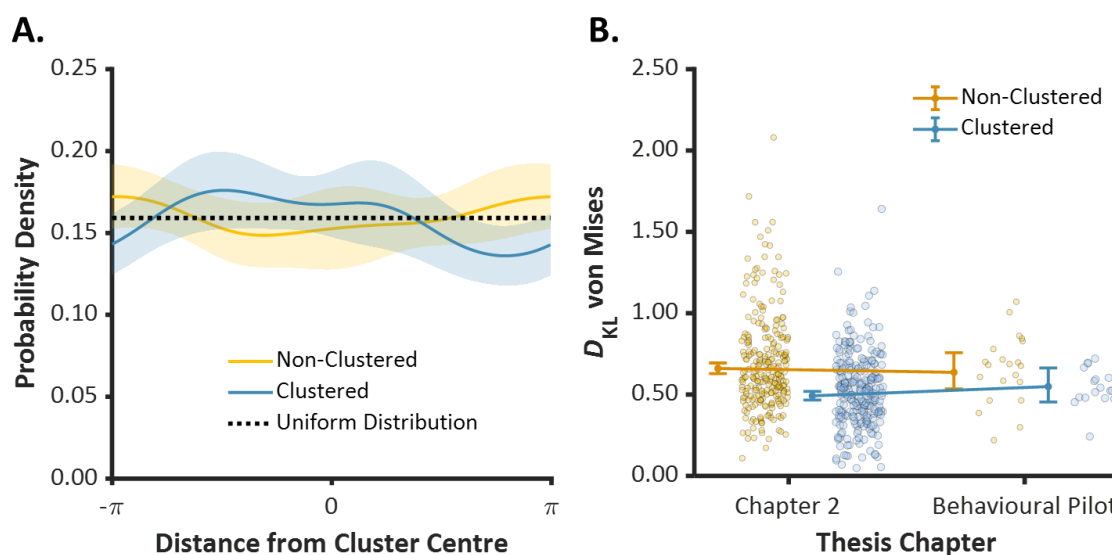 A.
0.25
0.20
0.15
0.10
0.05
0.00
Probability Density
Non-Clustered
Clustered
Uniform Distribution
-π
0
π
Distance from Cluster Centre
B.
2.50
2.00
1.50
1.00
0.50
0.00
DKL von Mises
Non-Clustered
Clustered
Chapter 2
Behavioural Pilot
Thesis Chapter